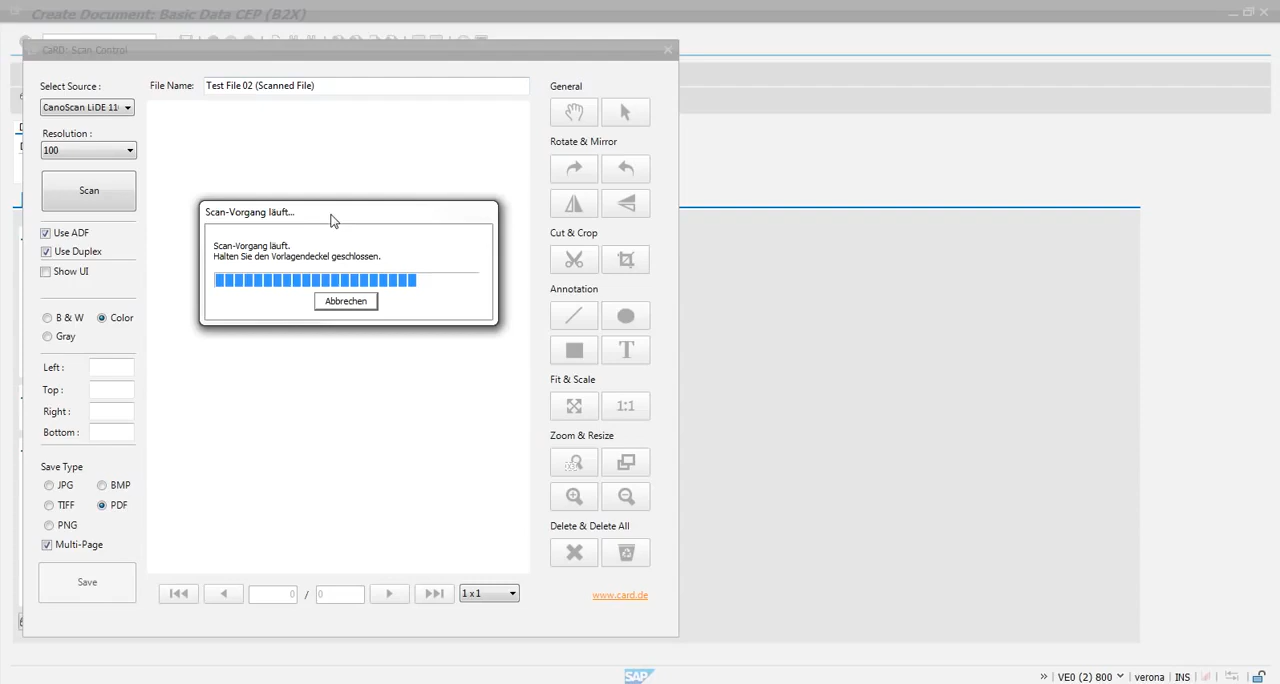 Create Document: Basic Data CEP (B2X)
CaRD: Scan Control
Select Source :
File Name:
Test File 02 (Scanned File)
General
CanoScan LiDE 11
Resolution :
100
Rotate & Mirror
Scan
Scan-Vorgang läuft...
Use ADF
Cut & Crop
Scan-Vorgang läuft.
Use Duplex
Halten Sie den Vorlagendeckel geschlossen.
Show UI
Annotation
Abbrechen
B & W
Color
Gray
T
Left :
Fit & Scale
Top :
Right :
1:1
Bottom :
Zoom & Resize
Save Type
JPG
BMP
TIFF
PDF
PNG
Delete & Delete All
Multi-Page
Save
0 / 0
1 x 1
www.card.de
SAP
» VE0 (2) 800 verona INS